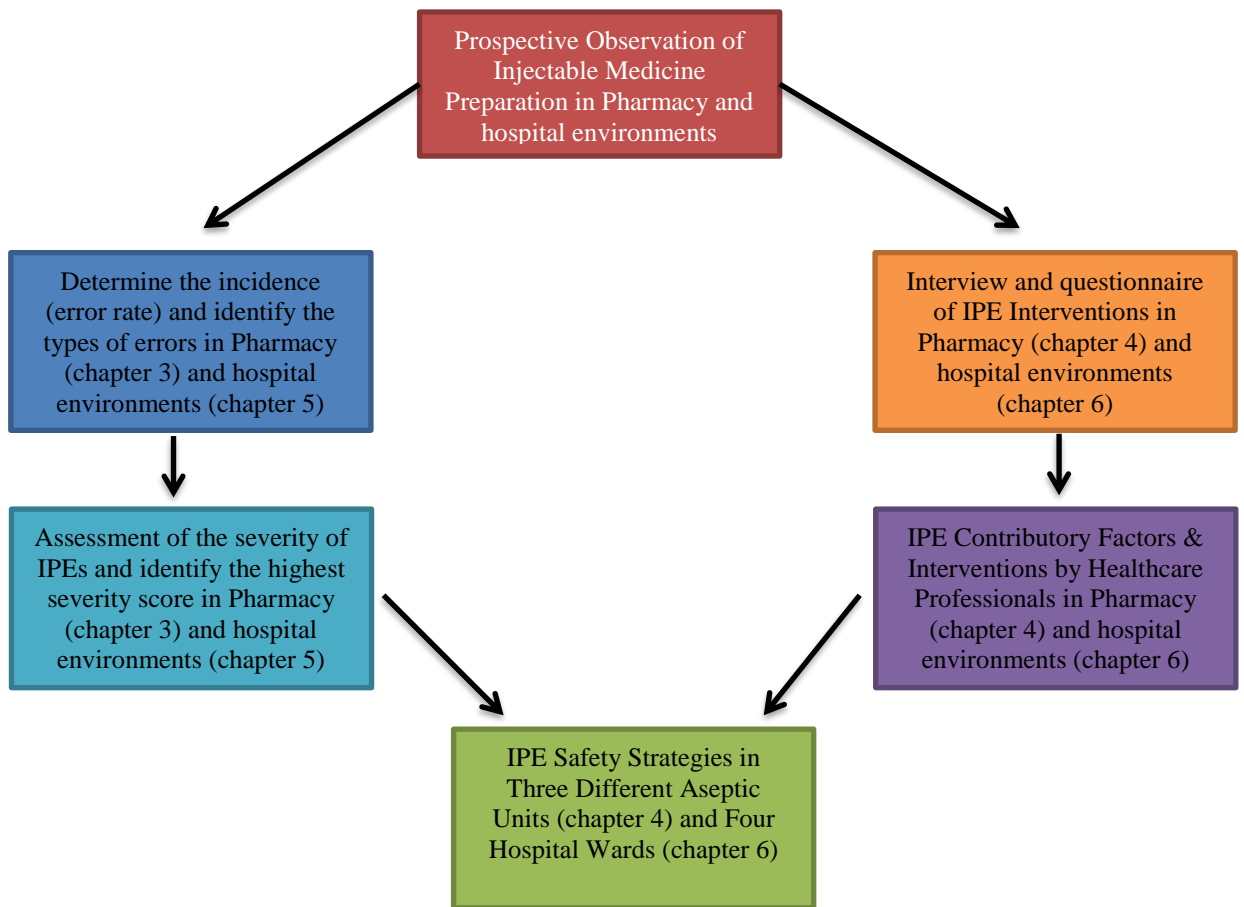 Prospective Observation of
Injectable Medicine
Preparation in Pharmacy and
hospital environments
Determine the incidence
(error rate) and identify the
types of errors in Pharmacy
(chapter 3) and hospital
environments (chapter 5)
Interview and questionnaire
of IPE Interventions in
Pharmacy (chapter 4) and
hospital environments
(chapter 6)
Assessment of the severity of
IPEs and identify the highest
severity score in Pharmacy
(chapter 3) and hospital
environments (chapter 5)
IPE Contributory Factors &
Interventions by Healthcare
Professionals in Pharmacy
(chapter 4) and hospital
environments (chapter 6)
IPE Safety Strategies in
Three Different Aseptic
Units (chapter 4) and Four
Hospital Wards (chapter 6)